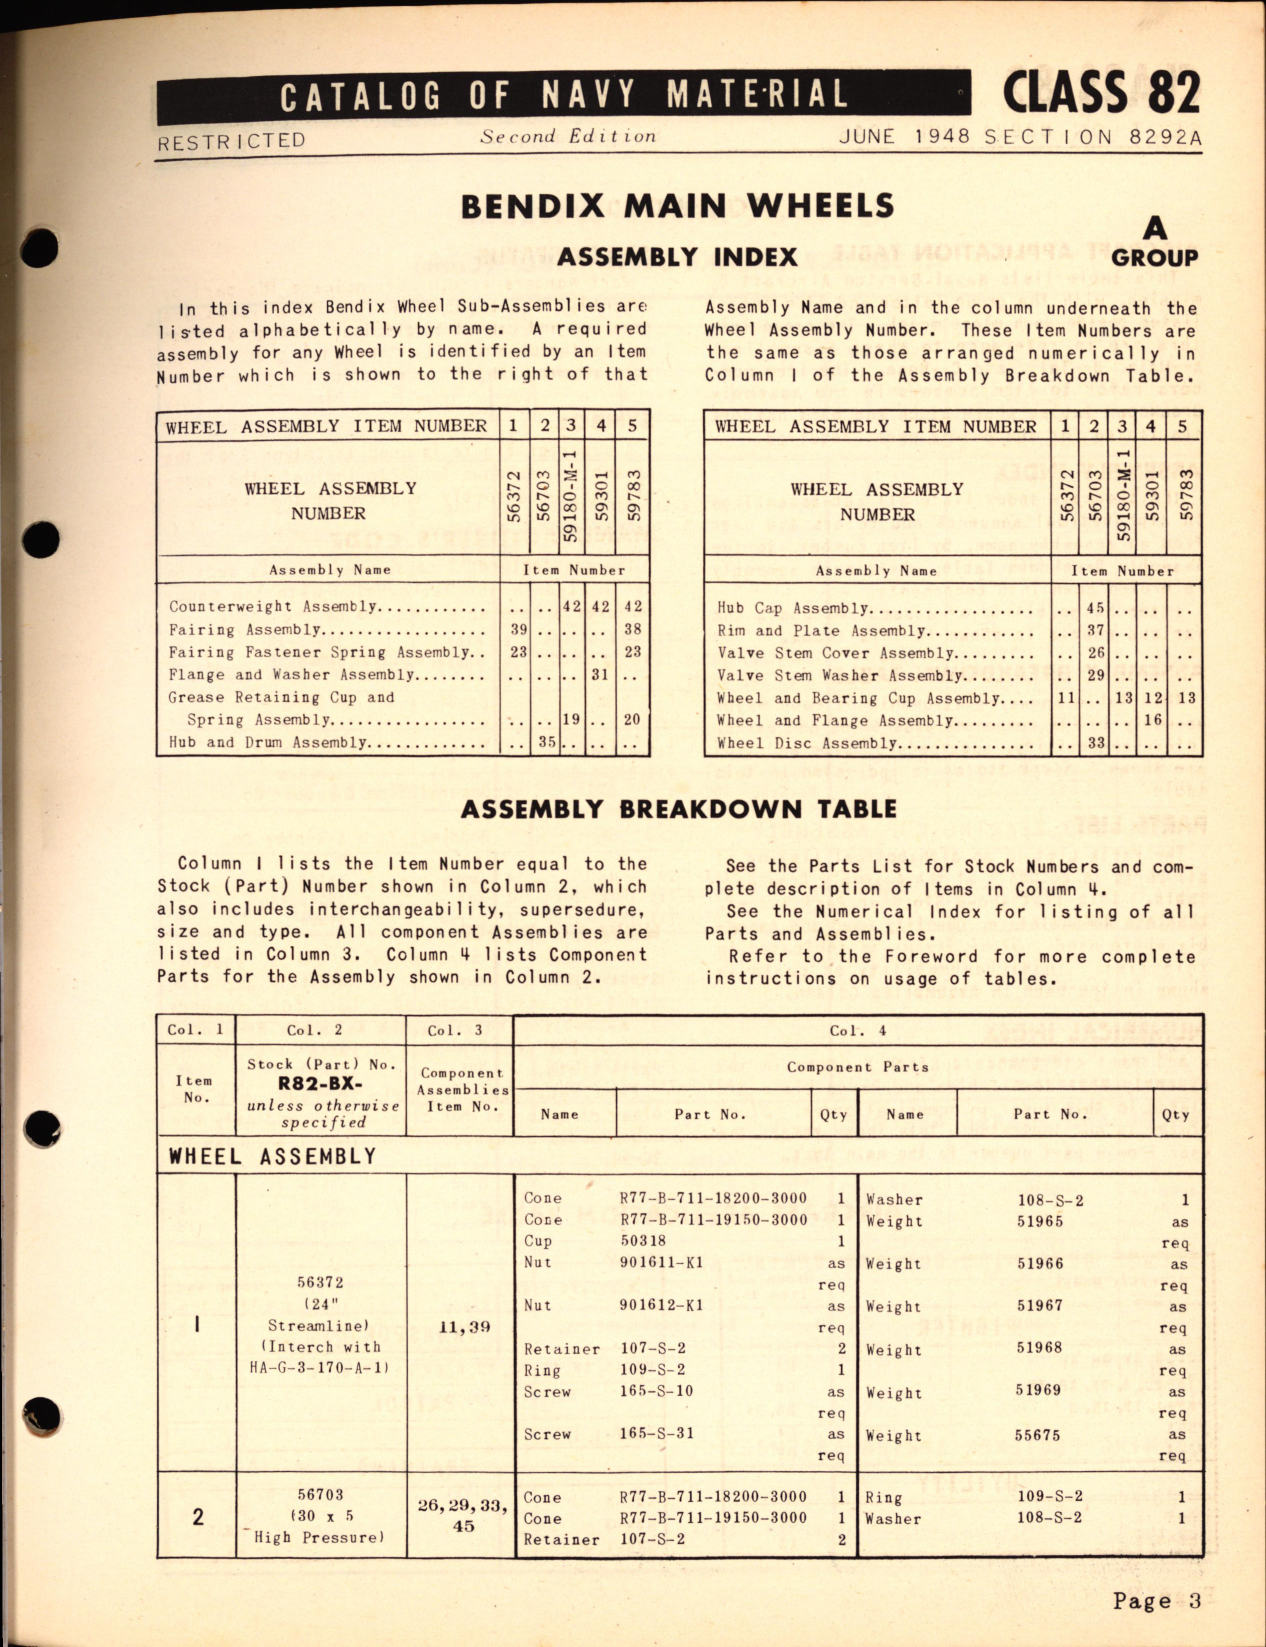 CATALOG OF NAVY MATERIAL CLASS 82
RESTRICTED Second Edition JUNE 1948 SECTION 8292A
BENDIX MAIN WHEELS
ASSEMBLY INDEX
A
GROUP
In this index Bendix Wheel Sub-Assemblies are
listed alphabetically by name. A required
assembly for any Wheel is identified by an Item
Number which is shown to the right of that
Assembly Name and in the column underneath the
Wheel Assembly Number. These Item Numbers are
the same as those arranged numerically in
Column I of the Assembly Breakdown Table.
WHEEL ASSEMBLY ITEM NUMBER 1 2 3 4 5
WHEEL ASSEMBLY
NUMBER
56372 56703 59180-M-1 59301 59783
Assembly Name Item Number
Counterweight Assembly............ .. .. 42 42 42
Fairing Assembly.................. 39 .. .. .. 38
Fairing Fastener Spring Assembly.. 23 .. .. .. 23
Flange and Washer Assembly........ .. .. .. 31 ..
Grease Retaining Cup and
Spring Assembly................. .. .. 19 .. 20
Hub and Drum Assembly............. .. 35 .. .. ..
WHEEL ASSEMBLY ITEM NUMBER 1 2 3 4 5
WHEEL ASSEMBLY
NUMBER
56372 56703 59180-M-1 59301 59783
Assembly Name Item Number
Hub Cap Assembly.................. .. 45 .. .. ..
Rim and Plate Assembly............ .. 37 .. .. ..
Valve Stem Cover Assembly......... .. 26 .. .. ..
Valve Stem Washer Assembly........ .. 29 .. .. ..
Wheel and Bearing Cup Assembly.... 11 .. 13 12 13
Wheel and Flange Assembly......... .. .. .. 16 ..
Wheel Disc Assembly............... .. 33 .. .. ..
ASSEMBLY BREAKDOWN TABLE
Column I lists the Item Number equal to the
Stock (Part) Number shown in Column 2, which
also includes interchangeability, supersedure,
size and type. All component Assemblies are
listed in Column 3. Column 4 lists Component
Parts for the Assembly shown in Column 2.
See the Parts List for Stock Numbers and com-
plete description of Items in Column 4.
See the Numerical Index for listing of all
Parts and Assemblies.
Refer to the Foreword for more complete
instructions on usage of tables.
Col. 1 Col. 2 Col. 3 Col. 4
Item
No.
Stock (Part) No.
R82-BX-
unless otherwise
specified
Component
Assemblies
Item No.
Component Parts
Name Part No. Qty Name Part No. Qty
WHEEL ASSEMBLY
I
56372
(24"
Streamline)
(Interch with
HA-G-3-170-A-1)
11,39
Cone R77-B-711-18200-3000 1
Cone R77-B-711-19150-3000 1
Cup 50318 1
Nut 901611-K1 as
req
Nut 901612-K1 as
req
Retainer 107-S-2 2
Ring 109-S-2 1
Screw 165-S-10 as
req
Screw 165-S-31 as
req
Washer 108-S-2 1
Weight 51965 as
req
Weight 51966 as
req
Weight 51967 as
req
Weight 51968 as
req
Weight 51969 as
req
Weight 55675 as
req
2
56703
(30 x 5
High Pressure)
26,29,33,
45
Cone R77-B-711-18200-3000 1
Cone R77-B-711-19150-3000 1
Retainer 107-S-2 2
Ring 109-S-2 1
Washer 108-S-2 1
Page 3